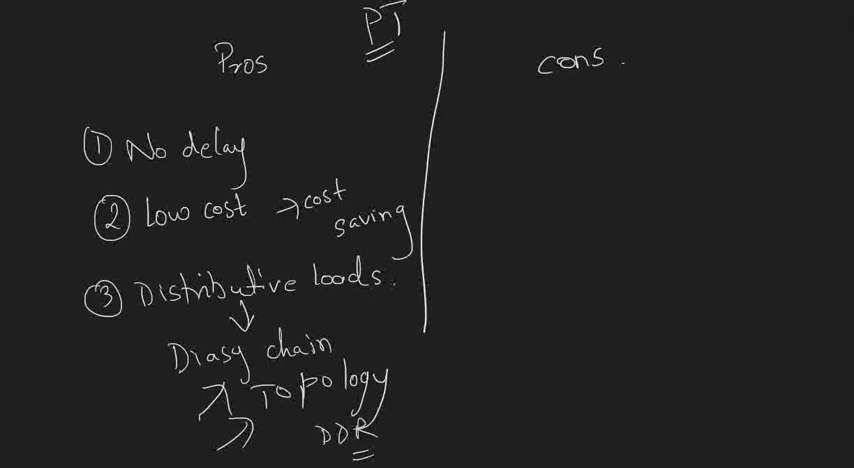 PT
Pros
cons.
① No delay
② Low cost → cost
saving
③ Distributive loads.
↓
Diasy chain
Topology
DDR